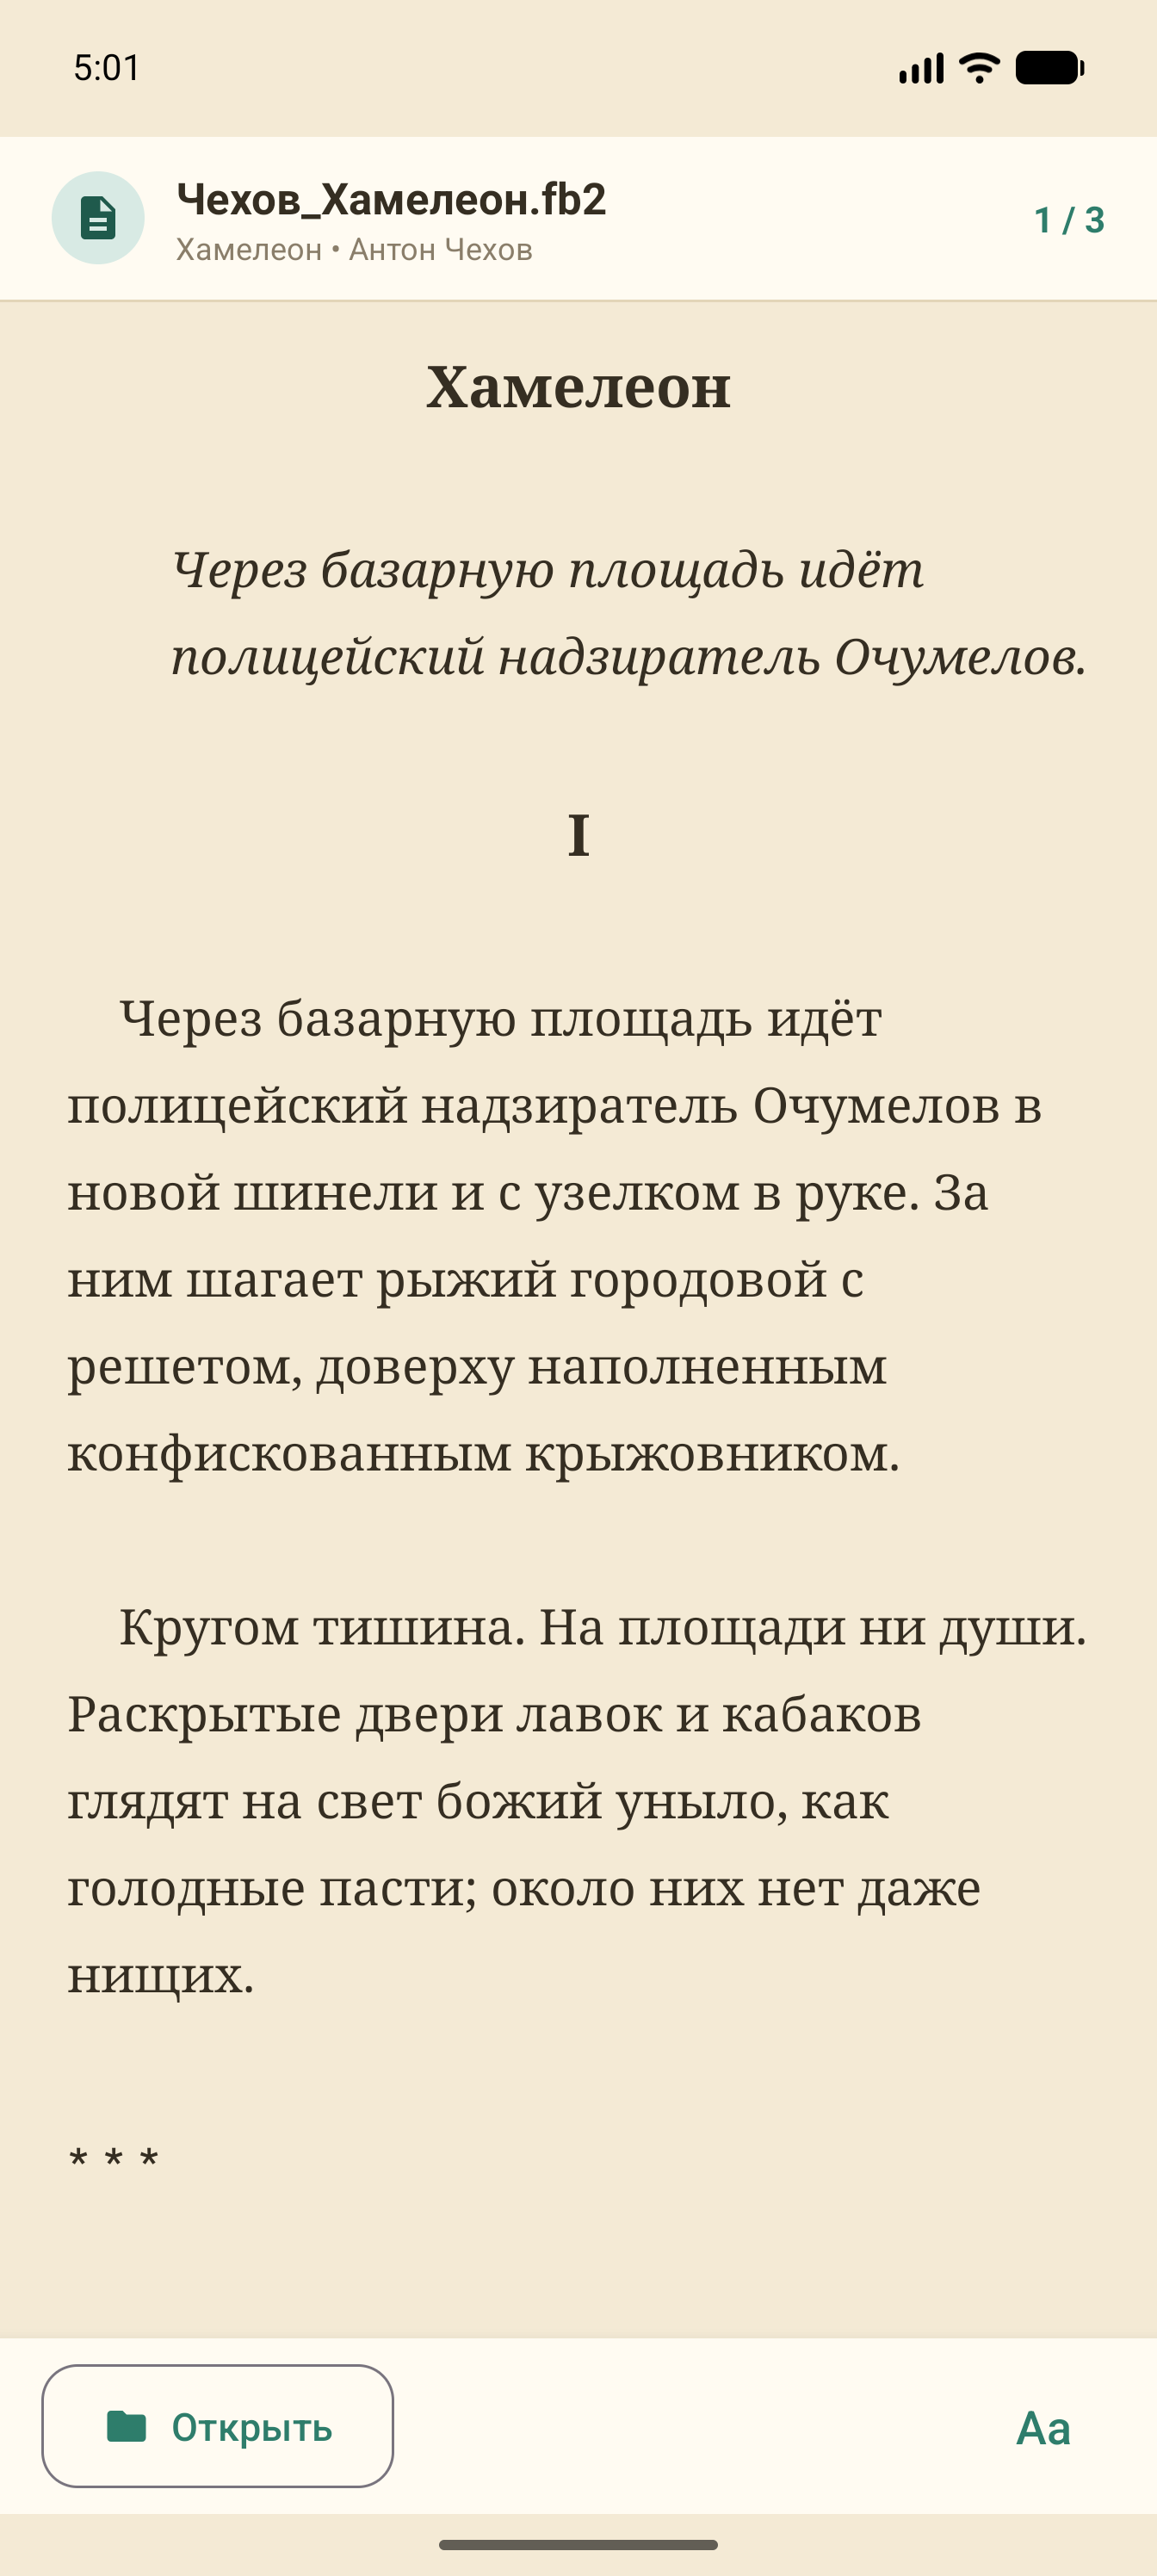 5:01
Чехов_Хамелеон.fb2
Хамелеон • Антон Чехов
1 / 3
Хамелеон
Через базарную площадь идёт
полицейский надзиратель Очумелов.
I
Через базарную площадь идёт
полицейский надзиратель Очумелов в
новой шинели и с узелком в руке. За
ним шагает рыжий городовой с
решетом, доверху наполненным
конфискованным крыжовником.
Кругом тишина. На площади ни души.
Раскрытые двери лавок и кабаков
глядят на свет божий уныло, как
голодные пасти; около них нет даже
нищих.
* * *
Открыть
Aa